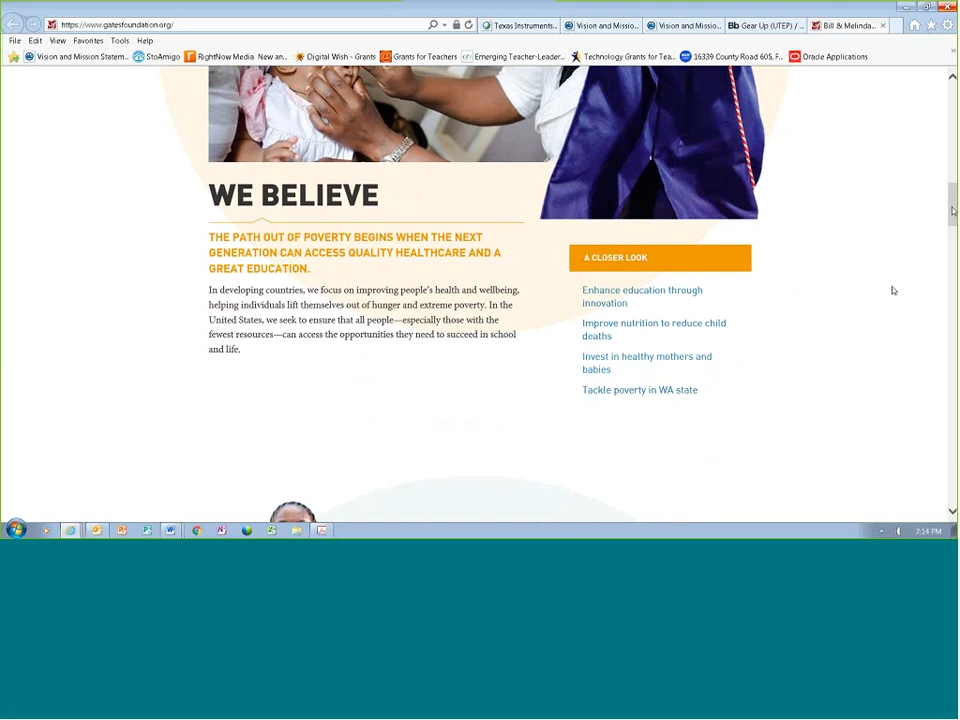 https://www.gatesfoundation.org/
Texas Instruments..
Vision and Missio...
Vision and Missio...
Bb Gear Up (UTEP) / ..
Bill & Melinda...
File Edit View Favorites Tools Help
Vision and Mission Statem..
StoAmigo
RightNow Media New an..
Digital Wish - Grants
Grants for Teachers
Emerging Teacher-Leader..
Technology Grants for Tea..
16339 County Road 605, F..
Oracle Applications
WE BELIEVE
THE PATH OUT OF POVERTY BEGINS WHEN THE NEXT
GENERATION CAN ACCESS QUALITY HEALTHCARE AND A
GREAT EDUCATION.
In developing countries, we focus on improving people's health and wellbeing,
helping individuals lift themselves out of hunger and extreme poverty. In the
United States, we seek to ensure that all people—especially those with the
fewest resources—can access the opportunities they need to succeed in school
and life.
A CLOSER LOOK
Enhance education through
innovation
Improve nutrition to reduce child
deaths
Invest in healthy mothers and
babies
Tackle poverty in WA state
7:14 PM